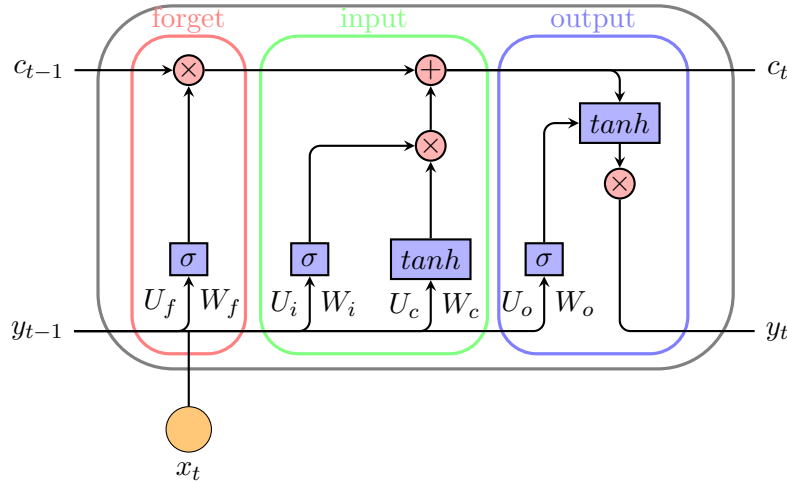 forget input output
c_{t−1} × + c_t
tanh
×
×
σ σ tanh σ
U_f W_f U_i W_i U_c W_c U_o W_o
y_{t−1} y_t
x_t